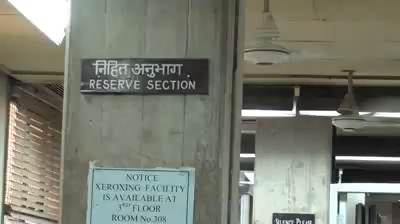 निहित अनुभाग
RESERVE SECTION
NOTICE
XEROXING FACILITY
IS AVAILABLE AT
3RD FLOOR
ROOM No.308
SILENCE PLEASE